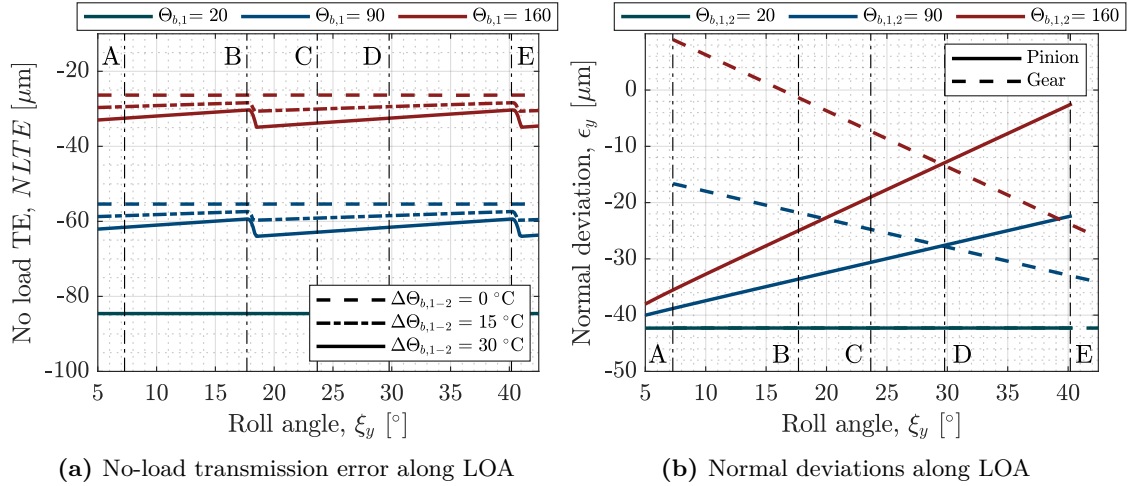 Θb,1= 20 Θb,1= 90 Θb,1= 160
A B C D E
No load TE, NLTE [μm]
-20
-40
-60
-80
-100
ΔΘb,1−2 = 0 °C
ΔΘb,1−2 = 15 °C
ΔΘb,1−2 = 30 °C
5 10 15 20 25 30 35 40
Roll angle, ξy [°]
(a) No-load transmission error along LOA
Θb,1,2= 20 Θb,1,2= 90 Θb,1,2= 160
Pinion
Gear
Normal deviation, ϵy [μm]
0
-10
-20
-30
-40
-50
A B C D E
5 10 15 20 25 30 35 40
Roll angle, ξy [°]
(b) Normal deviations along LOA